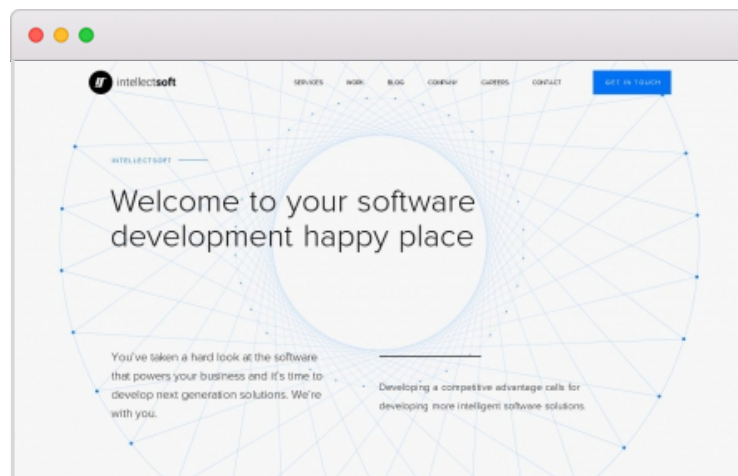 intellectsoft
SERVICES WORK BLOG COMPANY CAREERS CONTACT GET IN TOUCH
INTELLECTSOFT
Welcome to your software
development happy place
You've taken a hard look at the software
that powers your business and it's time to
develop next generation solutions. We're
with you.
Developing a competitive advantage calls for
developing more intelligent software solutions.